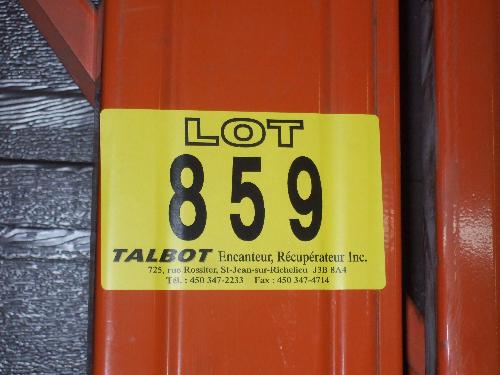 LOT
859
TALBOT Encanteur, Récupérateur Inc.
725, rue Rossiter, St-Jean-sur-Richelieu J3B 8A4
Tél. : 450 347-2233 Fax : 450 347-4714